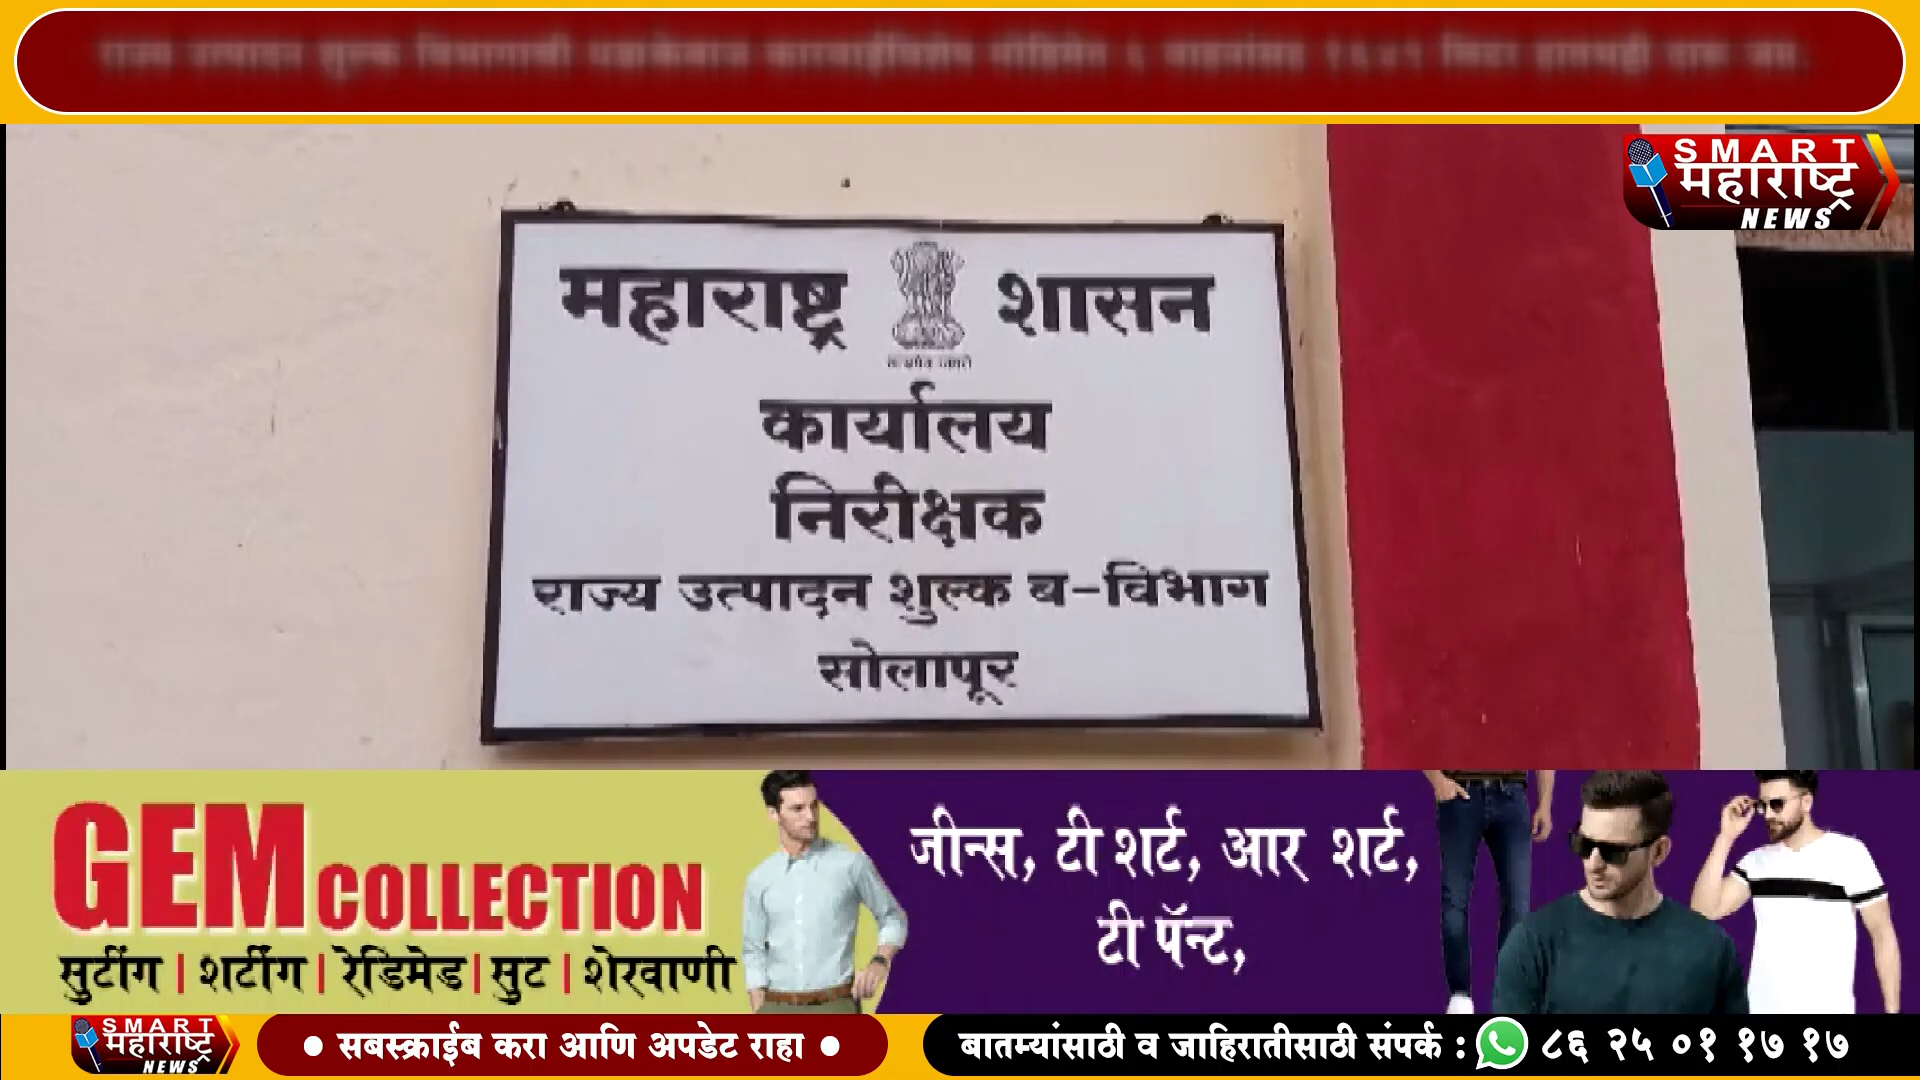 SMART
महाराष्ट्र
NEWS
महाराष्ट्र शासन
कार्यालय
निरीक्षक
राज्य उत्पादन शुल्क ब-विभाग
सोलापूर
GEM COLLECTION
सुटींग | शर्टींग | रेडिमेड | सुट | शेरवाणी
जीन्स, टी शर्ट, आर शर्ट,
टी पॅन्ट,
SMART
महाराष्ट्र
NEWS
• सबस्क्राईब करा आणि अपडेट राहा •
बातम्यांसाठी व जाहिरातीसाठी संपर्क : ८६ २५ ०१ १७ १७